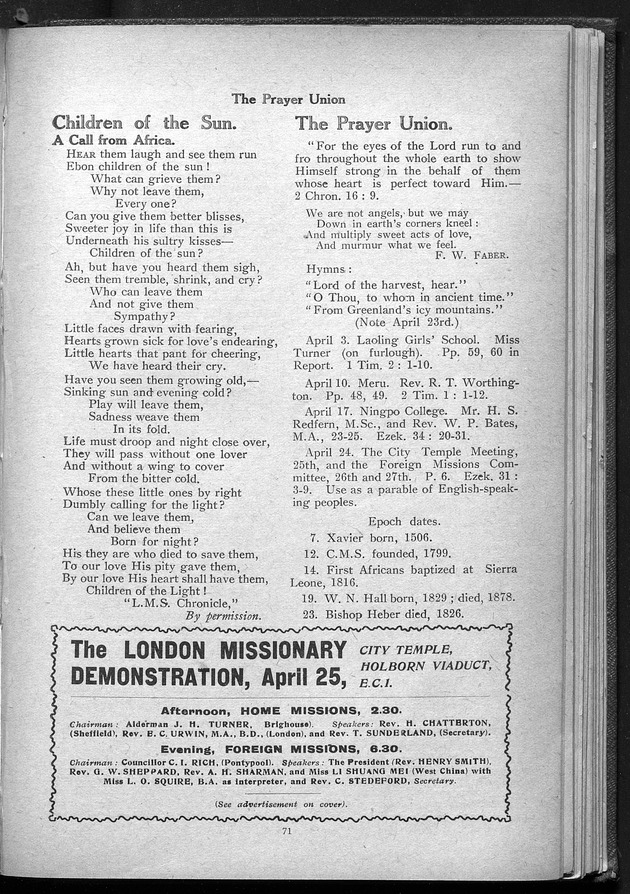 The Prayer Union
Children of the Sun.
A Call from Africa.
HEAR them laugh and see them run
Ebon children of the sun !
What can grieve them?
Why not leave them,
Every one?
Can you give them better blisses,
Sweeter joy in life than this is
Underneath his sultry kisses—
Children of the sun?
Ah, but have you heard them sigh,
Seen them tremble, shrink, and cry?
Who can leave them
And not give them
Sympathy?
Little faces drawn with fearing,
Hearts grown sick for love's endearing,
Little hearts that pant for cheering,
We have heard their cry.
Have you seen them growing old,—
Sinking sun and evening cold?
Play will leave them,
Sadness weave them
In its fold.
Life must droop and night close over,
They will pass without one lover
And without a wing to cover
From the bitter cold.
Whose these little ones by right
Dumbly calling for the light?
Can we leave them,
And believe them
Born for night?
His they are who died to save them,
To our love His pity gave them,
By our love His heart shall have them,
Children of the Light !
"L.M.S. Chronicle,"
By permission.
The Prayer Union.
"For the eyes of the Lord run to and
fro throughout the whole earth to show
Himself strong in the behalf of them
whose heart is perfect toward Him.—
2 Chron. 16 : 9.
We are not angels, but we may
Down in earth's corners kneel :
And multiply sweet acts of love,
And murmur what we feel.
F. W. FABER.
Hymns :
"Lord of the harvest, hear."
"O Thou, to whom in ancient time."
"From Greenland's icy mountains."
(Note April 23rd.)
April 3. Laoling Girls' School. Miss
Turner (on furlough). Pp. 59, 60 in
Report. 1 Tim. 2 : 1-10.
April 10. Meru. Rev. R. T. Worthing-
ton. Pp. 48, 49. 2 Tim. 1 : 1-12.
April 17. Ningpo College. Mr. H. S.
Redfern, M.Sc., and Rev. W. P. Bates,
M.A., 23-25. Ezek. 34 : 20-31.
April 24. The City Temple Meeting,
25th, and the Foreign Missions Com-
mittee, 26th and 27th. P. 6. Ezek. 31 :
3-9. Use as a parable of English-speak-
ing peoples.
Epoch dates.
7. Xavier born, 1506.
12. C.M.S. founded, 1799.
14. First Africans baptized at Sierra
Leone, 1816.
19. W. N. Hall born, 1829 ; died, 1878.
23. Bishop Heber died, 1826.
The LONDON MISSIONARY
DEMONSTRATION, April 25,
CITY TEMPLE,
HOLBORN VIADUCT,
E.C.I.
Afternoon, HOME MISSIONS, 2.30.
Chairman : Alderman J. H. TURNER, Brighouse). Speakers : Rev. H. CHATTERTON,
(Sheffield), Rev. E. C. URWIN, M.A., B.D., (London), and Rev. T. SUNDERLAND, (Secretary).
Evening, FOREIGN MISSIONS, 6.30.
Chairman : Councillor C. I. RICH, (Pontypool). Speakers : The President (Rev. HENRY SMITH),
Rev. G. W. SHEPPARD, Rev. A. H. SHARMAN, and Miss LI SHUANG MEI (West China) with
Miss L. O. SQUIRE, B.A. as interpreter, and Rev. C. STEDEFORD, Secretary.
(See advertisement on cover).
71